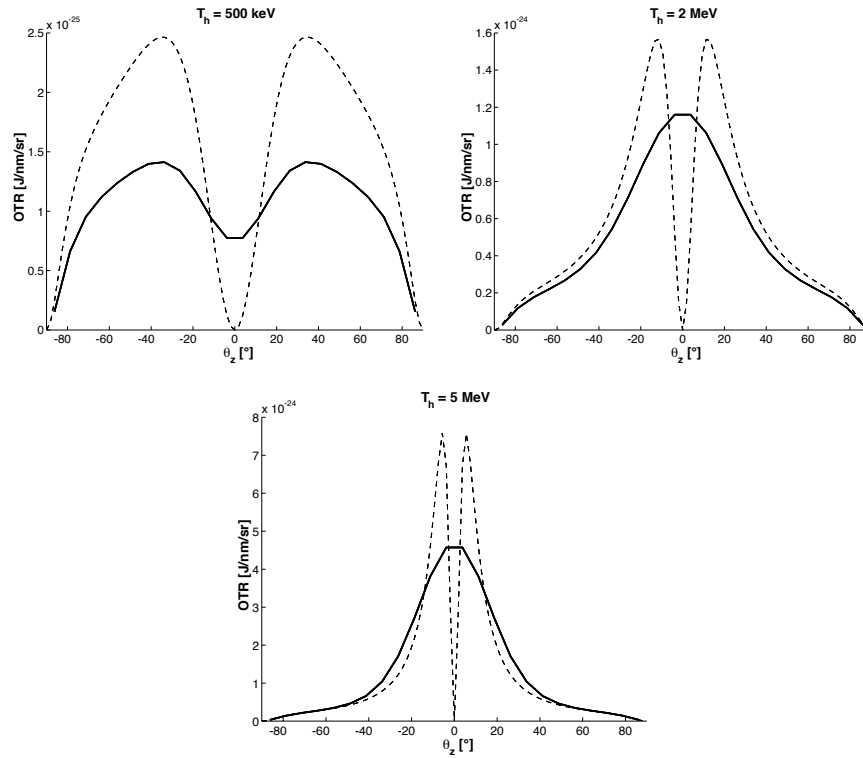 T_h = 500 keV
x 10^-25
2.5
2
1.5
1
0.5
0
OTR [J/nm/sr]
-80 -60 -40 -20 0 20 40 60 80
θ_z [°]
T_h = 2 MeV
x 10^-24
1.6
1.4
1.2
1
0.8
0.6
0.4
0.2
0
OTR [J/nm/sr]
-80 -60 -40 -20 0 20 40 60 80
θ_z [°]
T_h = 5 MeV
x 10^-24
8
7
6
5
4
3
2
1
0
OTR [J/nm/sr]
-80 -60 -40 -20 0 20 40 60 80
θ_z [°]